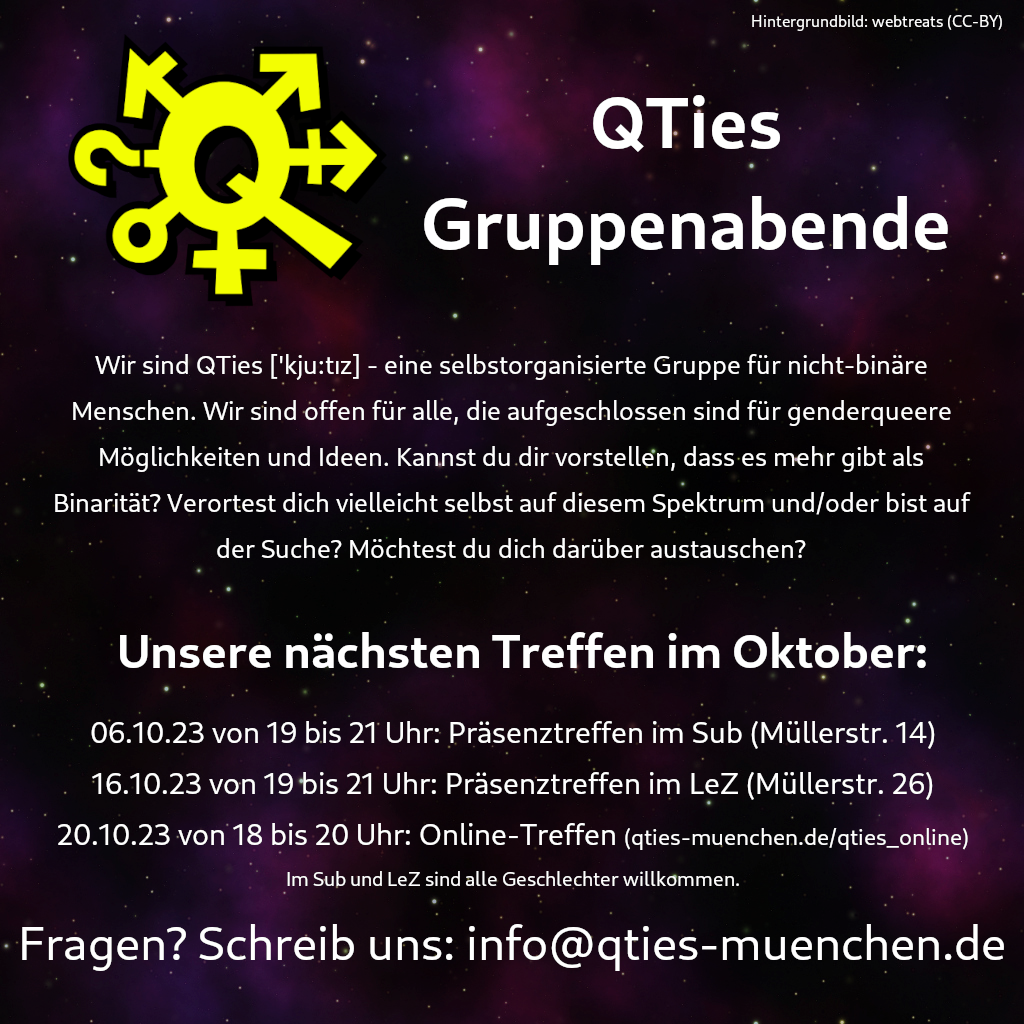 Hintergrundbild: webtreats (CC-BY)
QTies
Gruppenabende
Wir sind QTies ['kju:tız] - eine selbstorganisierte Gruppe für nicht-binäre
Menschen. Wir sind offen für alle, die aufgeschlossen sind für genderqueere
Möglichkeiten und Ideen. Kannst du dir vorstellen, dass es mehr gibt als
Binarität? Verortest dich vielleicht selbst auf diesem Spektrum und/oder bist auf
der Suche? Möchtest du dich darüber austauschen?
Unsere nächsten Treffen im Oktober:
06.10.23 von 19 bis 21 Uhr: Präsenztreffen im Sub (Müllerstr. 14)
16.10.23 von 19 bis 21 Uhr: Präsenztreffen im LeZ (Müllerstr. 26)
20.10.23 von 18 bis 20 Uhr: Online-Treffen (qties-muenchen.de/qties_online)
Im Sub und LeZ sind alle Geschlechter willkommen.
Fragen? Schreib uns: info@qties-muenchen.de